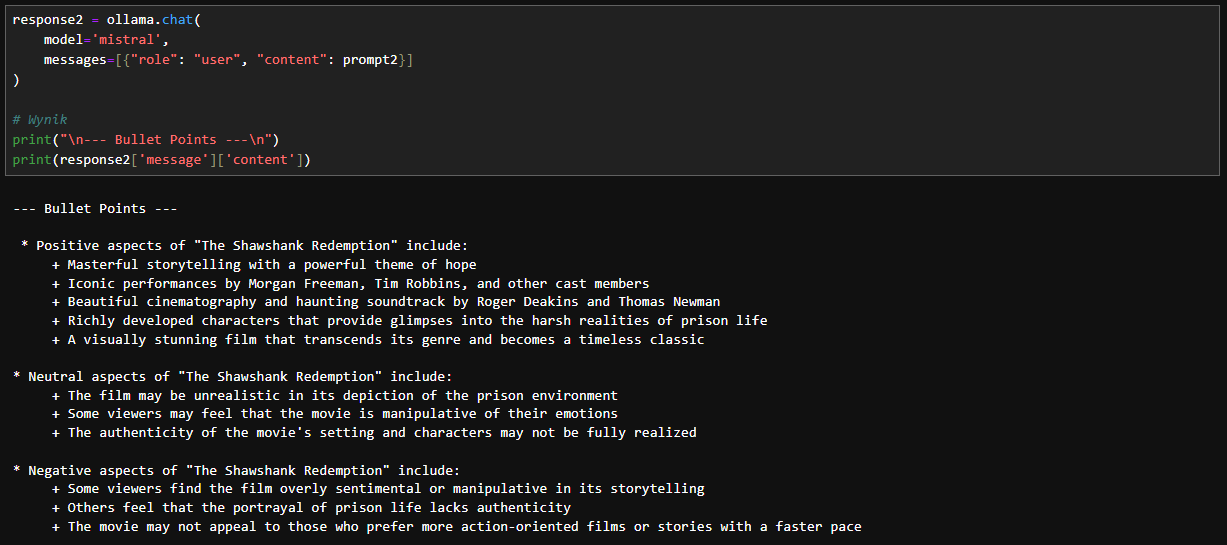 response2 = ollama.chat(
    model='mistral',
    messages=[{"role": "user", "content": prompt2}]
)
# Wynik
print("\n--- Bullet Points ---\n")
print(response2['message']['content'])
--- Bullet Points ---
* Positive aspects of "The Shawshank Redemption" include:
+ Masterful storytelling with a powerful theme of hope
+ Iconic performances by Morgan Freeman, Tim Robbins, and other cast members
+ Beautiful cinematography and haunting soundtrack by Roger Deakins and Thomas Newman
+ Richly developed characters that provide glimpses into the harsh realities of prison life
+ A visually stunning film that transcends its genre and becomes a timeless classic
* Neutral aspects of "The Shawshank Redemption" include:
+ The film may be unrealistic in its depiction of the prison environment
+ Some viewers may feel that the movie is manipulative of their emotions
+ The authenticity of the movie's setting and characters may not be fully realized
* Negative aspects of "The Shawshank Redemption" include:
+ Some viewers find the film overly sentimental or manipulative in its storytelling
+ Others feel that the portrayal of prison life lacks authenticity
+ The movie may not appeal to those who prefer more action-oriented films or stories with a faster pace